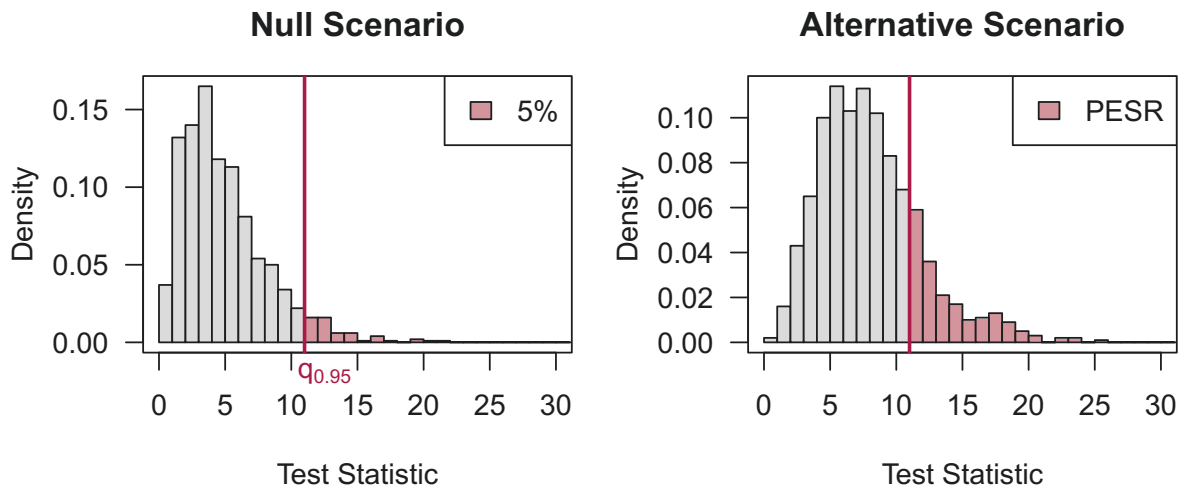 Null Scenario
0.15
0.10
0.05
0.00
Density
5%
q0.95
0 5 10 15 20 25 30
Test Statistic
Alternative Scenario
0.10
0.08
0.06
0.04
0.02
0.00
Density
PESR
0 5 10 15 20 25 30
Test Statistic